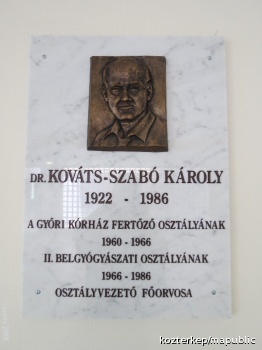 DR. KOVÁTS-SZABÓ KÁROLY
1922 - 1986
A GYŐRI KÓRHÁZ FERTŐZŐ OSZTÁLYÁNAK
1960 - 1966
II. BELGYÓGYÁSZATI OSZTÁLYÁNAK
1966 - 1986
OSZTÁLYVEZETŐ FŐORVOSA
kozterkep/mapublic